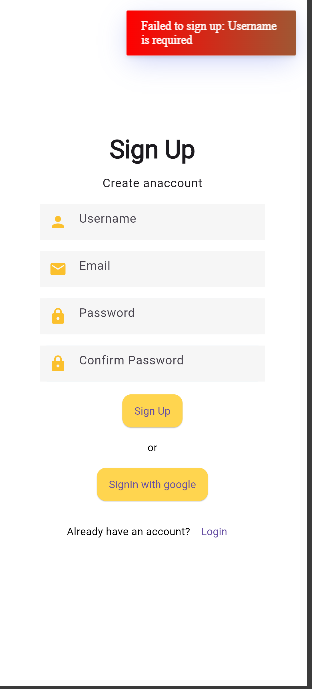 Failed to sign up: Username
is required
Sign Up
Create anaccount
Username
Email
Password
Confirm Password
Sign Up
or
Signin with google
Already have an account? Login